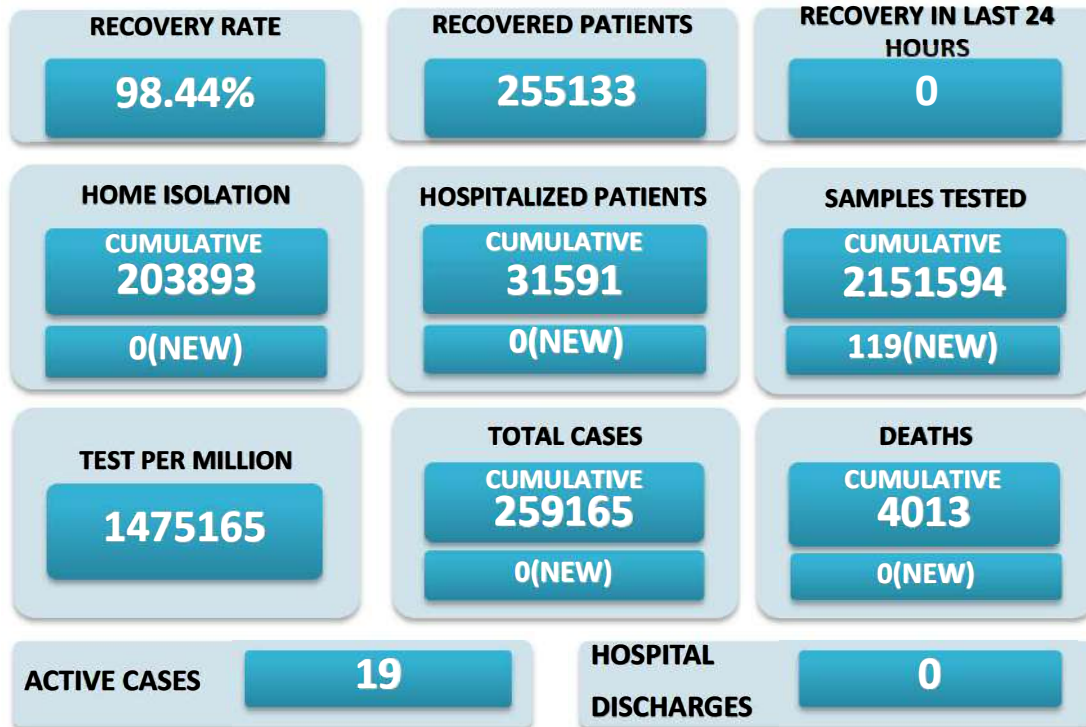 RECOVERY RATE
98.44%
RECOVERED PATIENTS
255133
RECOVERY IN LAST 24
HOURS
0
HOME ISOLATION
CUMULATIVE
203893
0(NEW)
HOSPITALIZED PATIENTS
CUMULATIVE
31591
0(NEW)
SAMPLES TESTED
CUMULATIVE
2151594
119(NEW)
TEST PER MILLION
1475165
TOTAL CASES
CUMULATIVE
259165
0(NEW)
DEATHS
CUMULATIVE
4013
0(NEW)
ACTIVE CASES
19
HOSPITAL
DISCHARGES
0